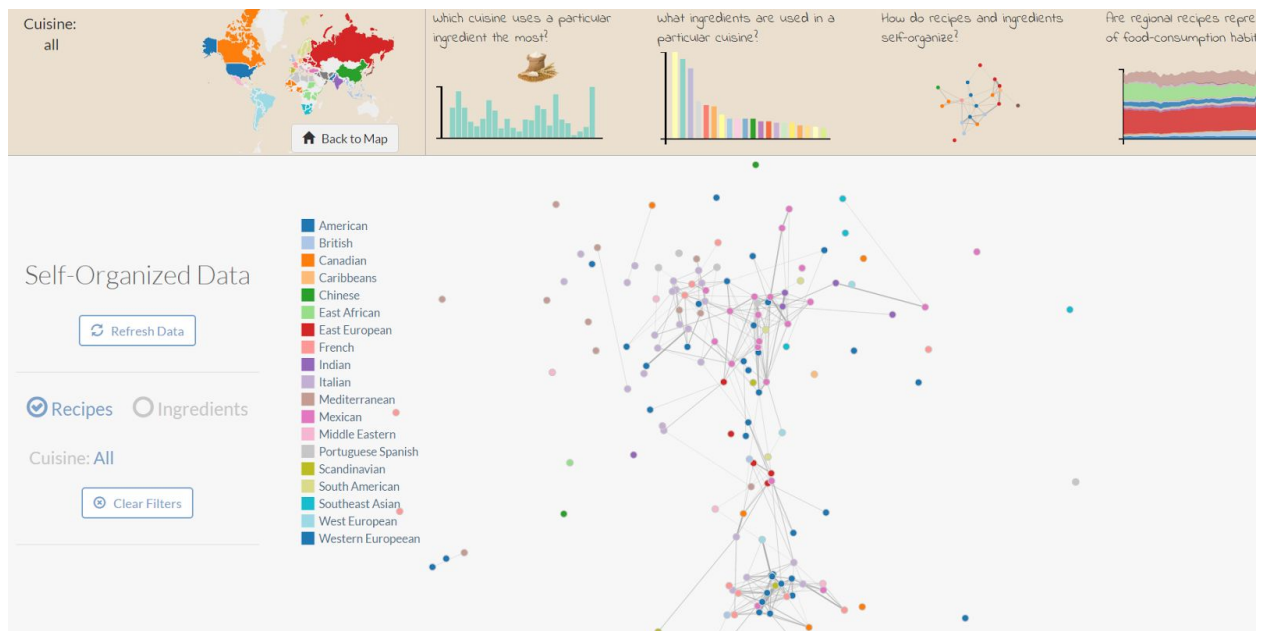 Cuisine:
all
Back to Map
which cuisine uses a particular
ingredient the most?
what ingredients are used in a
particular cuisine?
How do recipes and ingredients
self-organize?
Are regional recipes repre
of food-consumption habit
Self-Organized Data
Refresh Data
Recipes
Ingredients
Cuisine: All
Clear Filters
American
British
Canadian
Caribbeans
Chinese
East African
East European
French
Indian
Italian
Mediterranean
Mexican
Middle Eastern
Portuguese Spanish
Scandinavian
South American
Southeast Asian
West European
Western Europeean